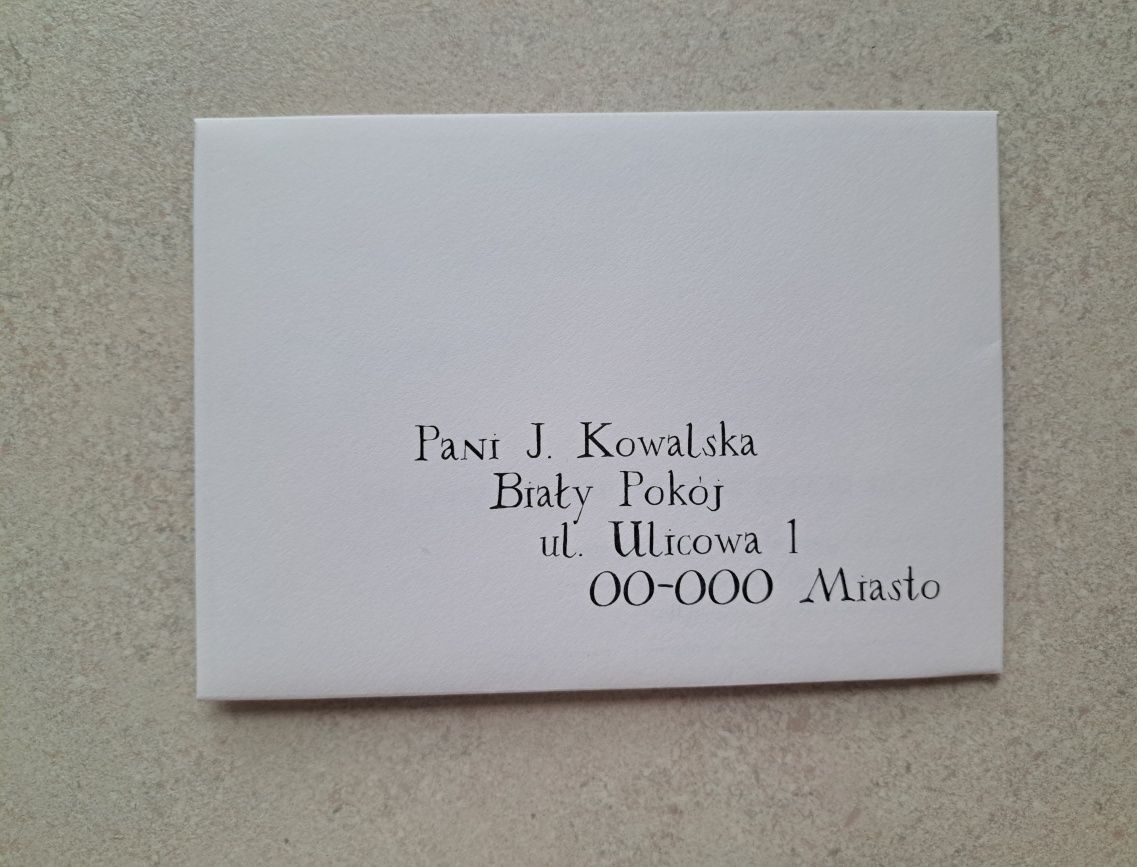 Pani J. Kowalska
Biały Pokój
ul. Ulicowa 1
00-000 Miasto